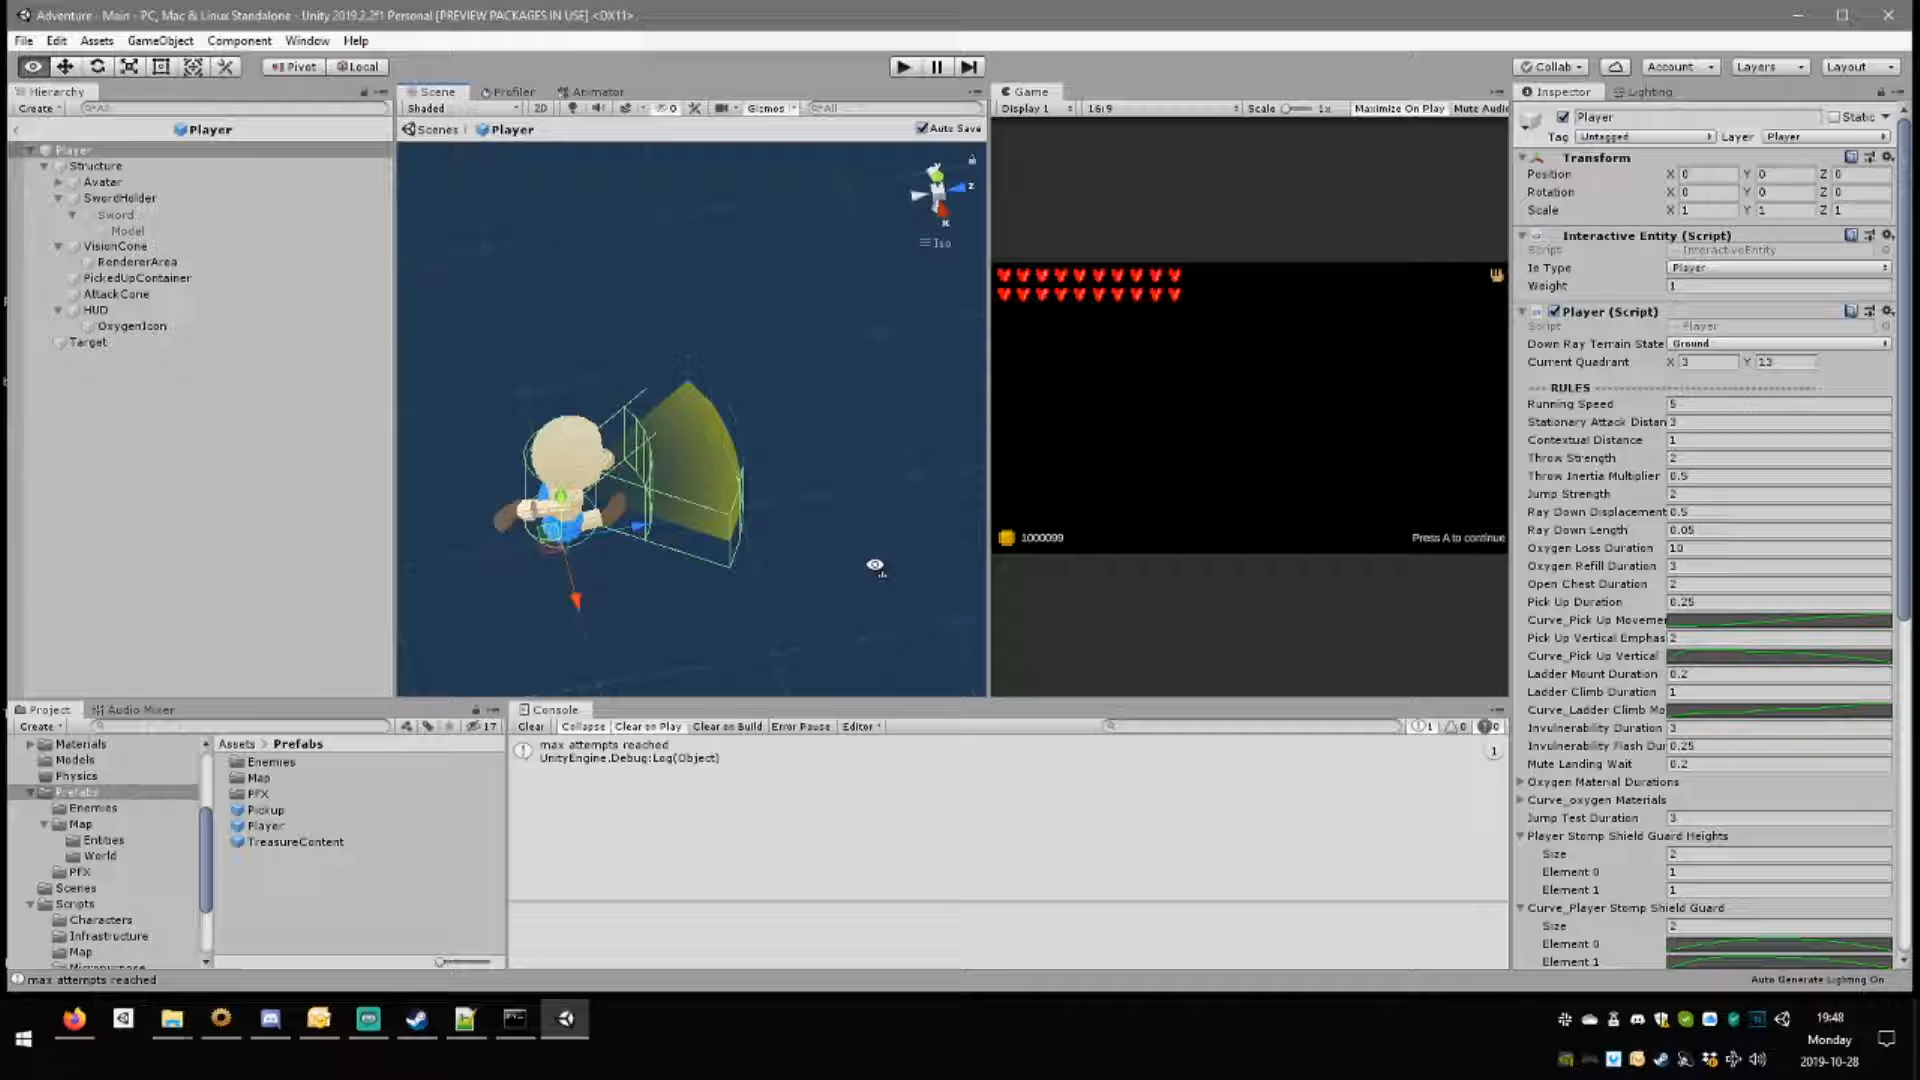 Adventure - Main - PC, Mac & Linux Standalone - Unity 2019.2.2f1 Personal [PREVIEW PACKAGES IN USE] <DX11>
File Edit Assets GameObject Component Window Help
Pivot Local
Collab Account Layers Layout
Hierarchy
Create All
Player
Player
Structure
Avatar
SwordHolder
Sword
Model
VisionCone
RendererArea
PickedUpContainer
AttackCone
HUD
OxygenIcon
Target
Scene Profiler Animator
Shaded 2D 0 Gizmos All
Scenes Player Auto Save
y
z
x
Iso
Game
Display 1 16:9 Scale 1x Maximize On Play Mute Audio
1000099
Press A to continue
Inspector Lighting
Player Static
Tag Untagged Layer Player
Transform
Position X 0 Y 0 Z 0
Rotation X 0 Y 0 Z 0
Scale X 1 Y 1 Z 1
Interactive Entity (Script)
Script InteractiveEntity
Ie Type Player
Weight 1
Player (Script)
Script Player
Down Ray Terrain State Ground
Current Quadrant X 3 Y 13
--- RULES ---
Running Speed 5
Stationary Attack Distan 3
Contextual Distance 1
Throw Strength 2
Throw Inertia Multiplier 0.5
Jump Strength 2
Ray Down Displacement 0.5
Ray Down Length 0.05
Oxygen Loss Duration 10
Oxygen Refill Duration 3
Open Chest Duration 2
Pick Up Duration 0.25
Curve_Pick Up Movemen
Pick Up Vertical Emphas 2
Curve_Pick Up Vertical
Ladder Mount Duration 0.2
Ladder Climb Duration 1
Curve_Ladder Climb Mo
Invulnerability Duration 3
Invulnerability Flash Dur 0.25
Mute Landing Wait 0.2
Oxygen Material Durations
Curve_oxygen Materials
Jump Test Duration 3
Player Stomp Shield Guard Heights
Size 2
Element 0 1
Element 1 1
Curve_Player Stomp Shield Guard
Size 2
Element 0
Element 1
Auto Generate Lighting On
Project Audio Mixer
Create 17
Materials
Models
Physics
Prefabs
Enemies
Map
Entities
World
PFX
Scenes
Scripts
Characters
Infrastructure
Map
Micropurpose
Assets > Prefabs
Enemies
Map
PFX
Pickup
Player
TreasureContent
Console
Clear Collapse Clear on Play Clear on Build Error Pause Editor 1 0 0
max attempts reached
UnityEngine.Debug:Log(Object)
1
max attempts reached
19:48
Monday
2019-10-28